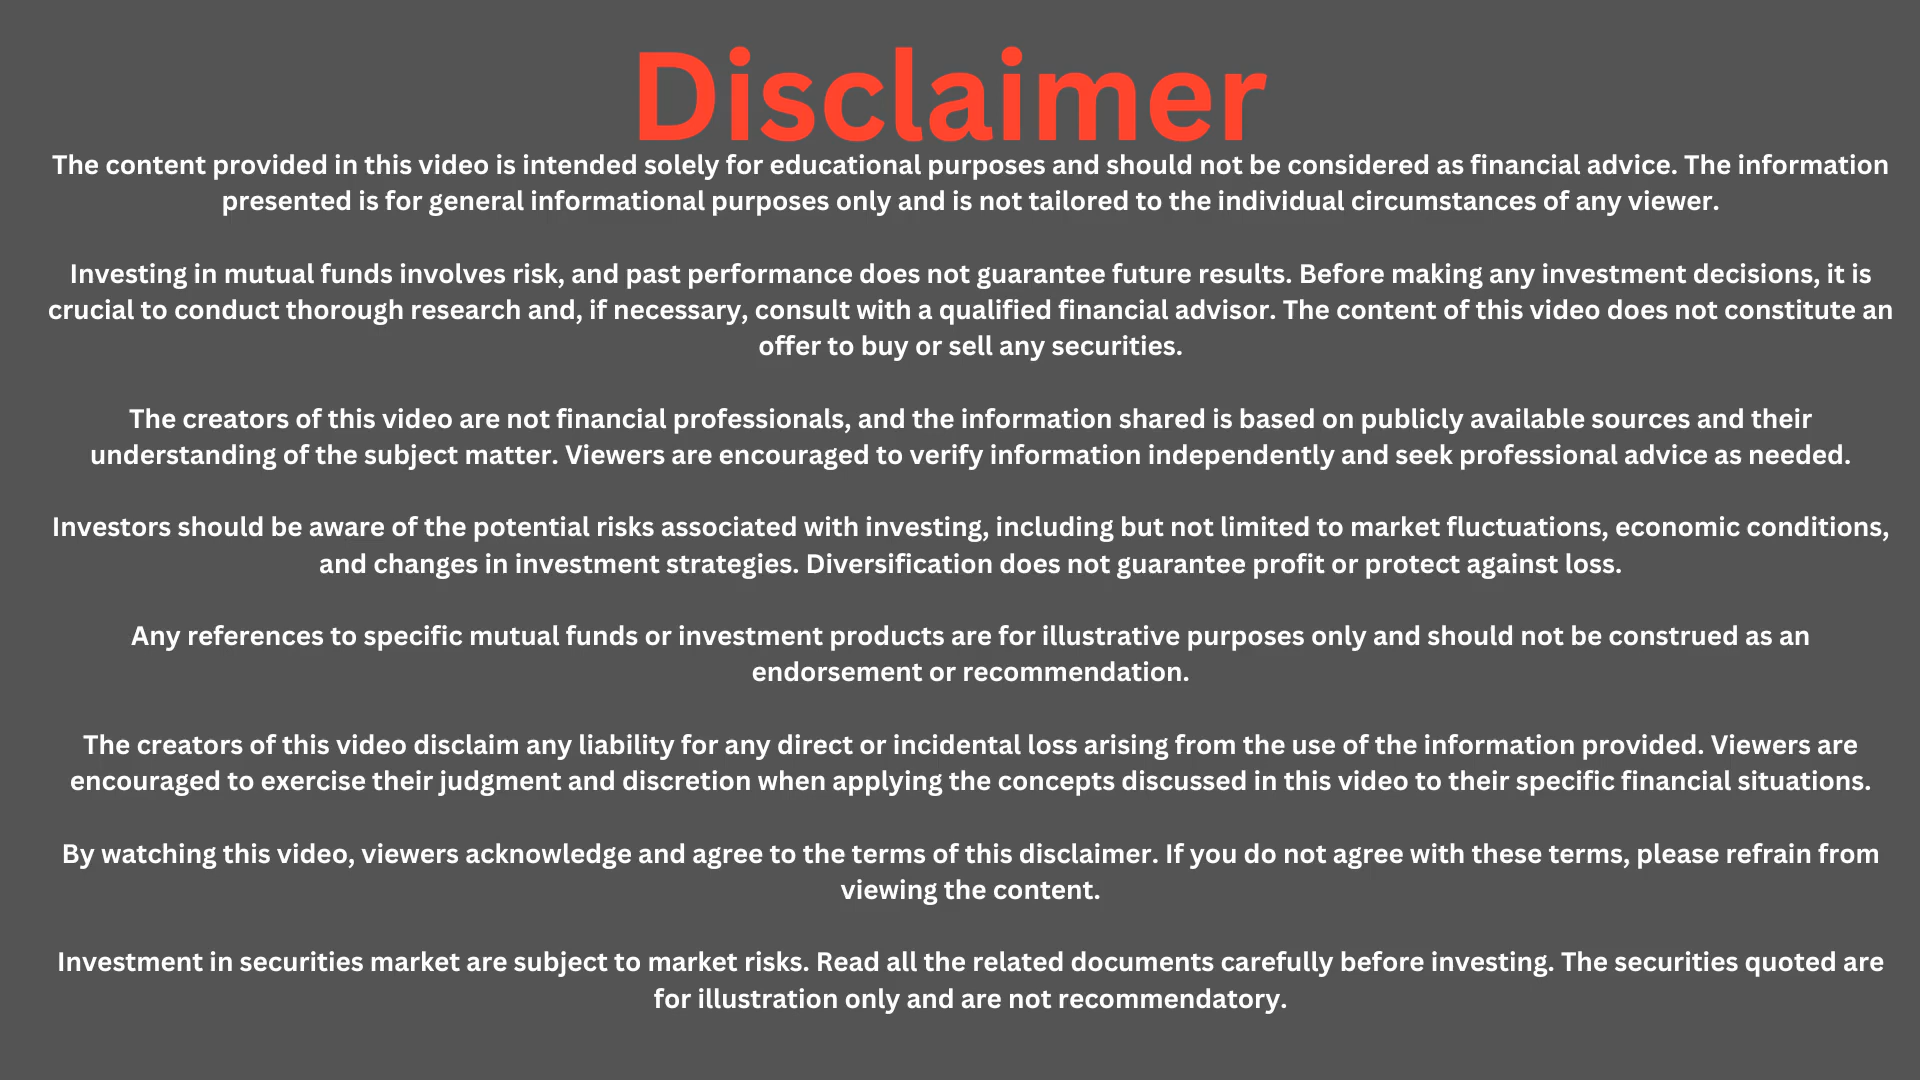 Disclaimer
The content provided in this video is intended solely for educational purposes and should not be considered as financial advice. The information
presented is for general informational purposes only and is not tailored to the individual circumstances of any viewer.
Investing in mutual funds involves risk, and past performance does not guarantee future results. Before making any investment decisions, it is
crucial to conduct thorough research and, if necessary, consult with a qualified financial advisor. The content of this video does not constitute an
offer to buy or sell any securities.
The creators of this video are not financial professionals, and the information shared is based on publicly available sources and their
understanding of the subject matter. Viewers are encouraged to verify information independently and seek professional advice as needed.
Investors should be aware of the potential risks associated with investing, including but not limited to market fluctuations, economic conditions,
and changes in investment strategies. Diversification does not guarantee profit or protect against loss.
Any references to specific mutual funds or investment products are for illustrative purposes only and should not be construed as an
endorsement or recommendation.
The creators of this video disclaim any liability for any direct or incidental loss arising from the use of the information provided. Viewers are
encouraged to exercise their judgment and discretion when applying the concepts discussed in this video to their specific financial situations.
By watching this video, viewers acknowledge and agree to the terms of this disclaimer. If you do not agree with these terms, please refrain from
viewing the content.
Investment in securities market are subject to market risks. Read all the related documents carefully before investing. The securities quoted are
for illustration only and are not recommendatory.